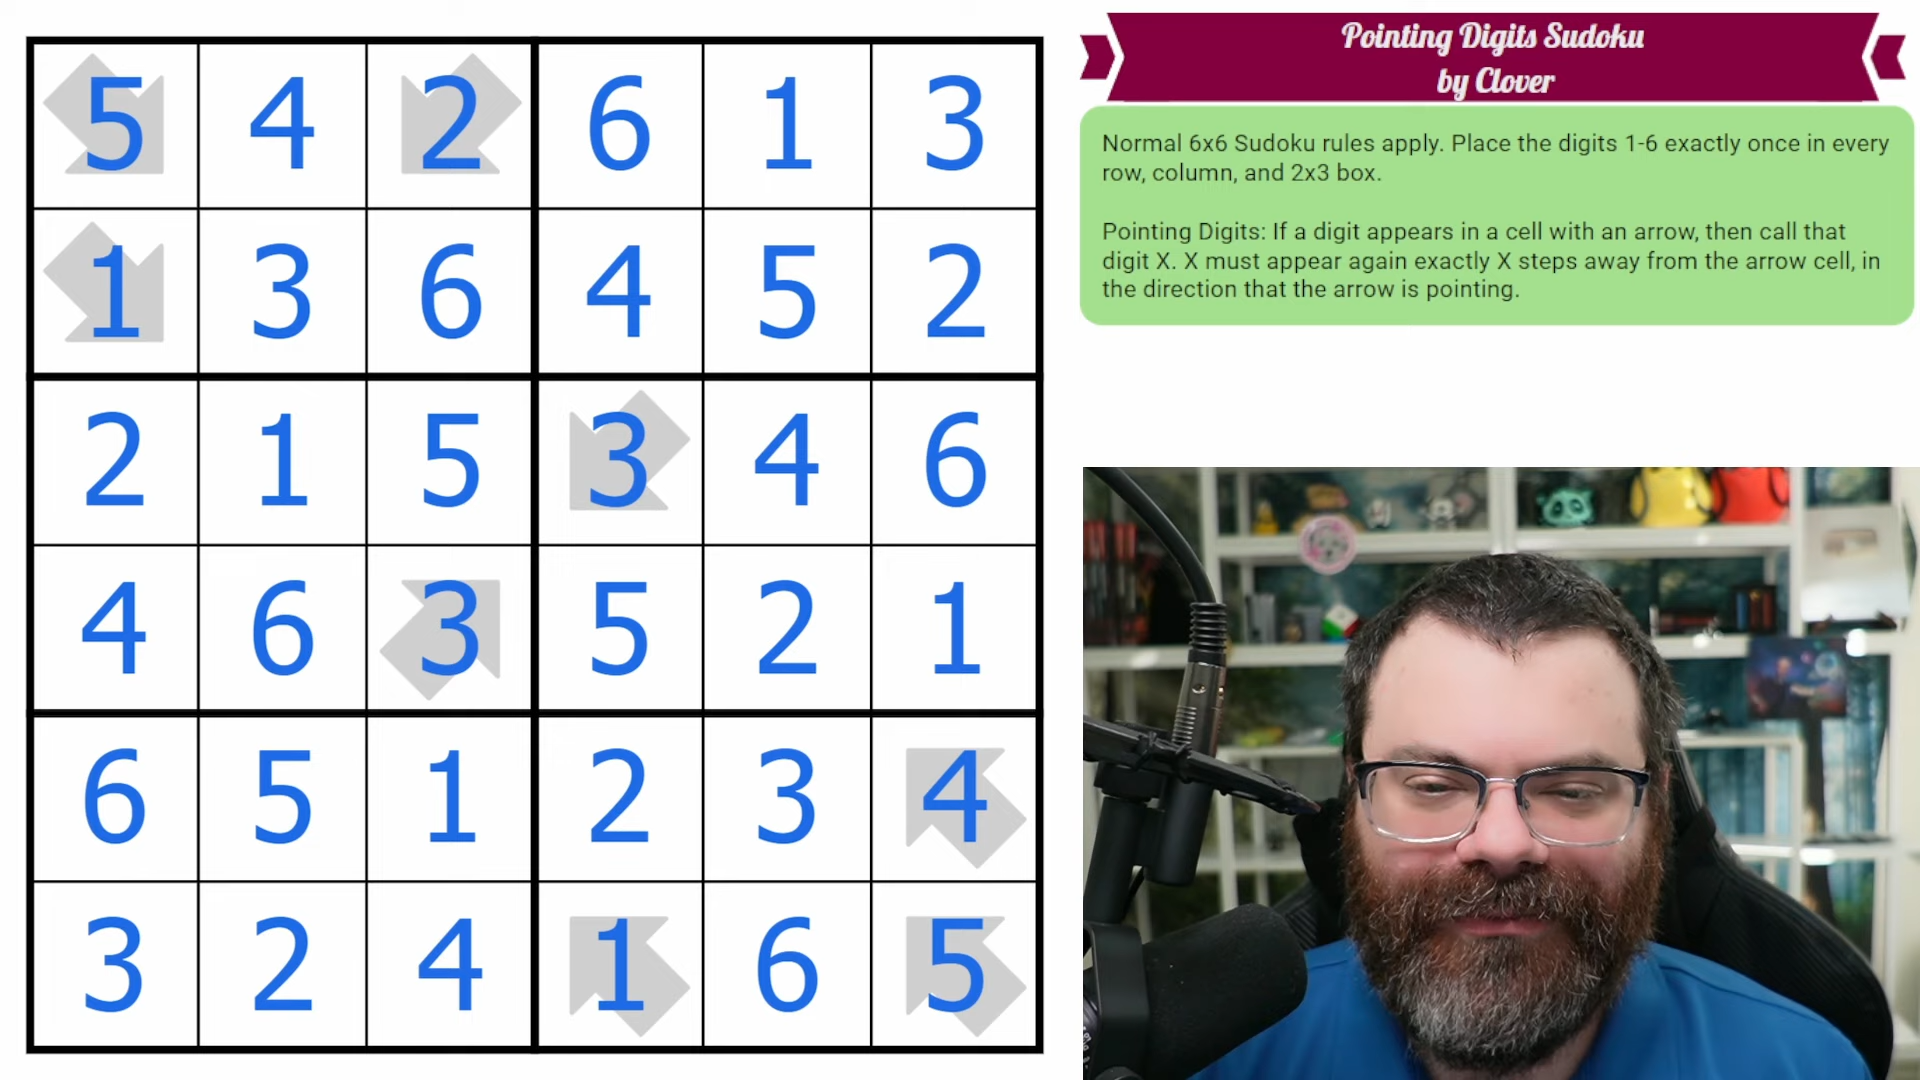 Pointing Digits Sudoku
by Clover
Normal 6x6 Sudoku rules apply. Place the digits 1-6 exactly once in every
row, column, and 2x3 box.
Pointing Digits: If a digit appears in a cell with an arrow, then call that
digit X. X must appear again exactly X steps away from the arrow cell, in
the direction that the arrow is pointing.
5 4 2 6 1 3
1 3 6 4 5 2
2 1 5 3 4 6
4 6 3 5 2 1
6 5 1 2 3 4
3 2 4 1 6 5